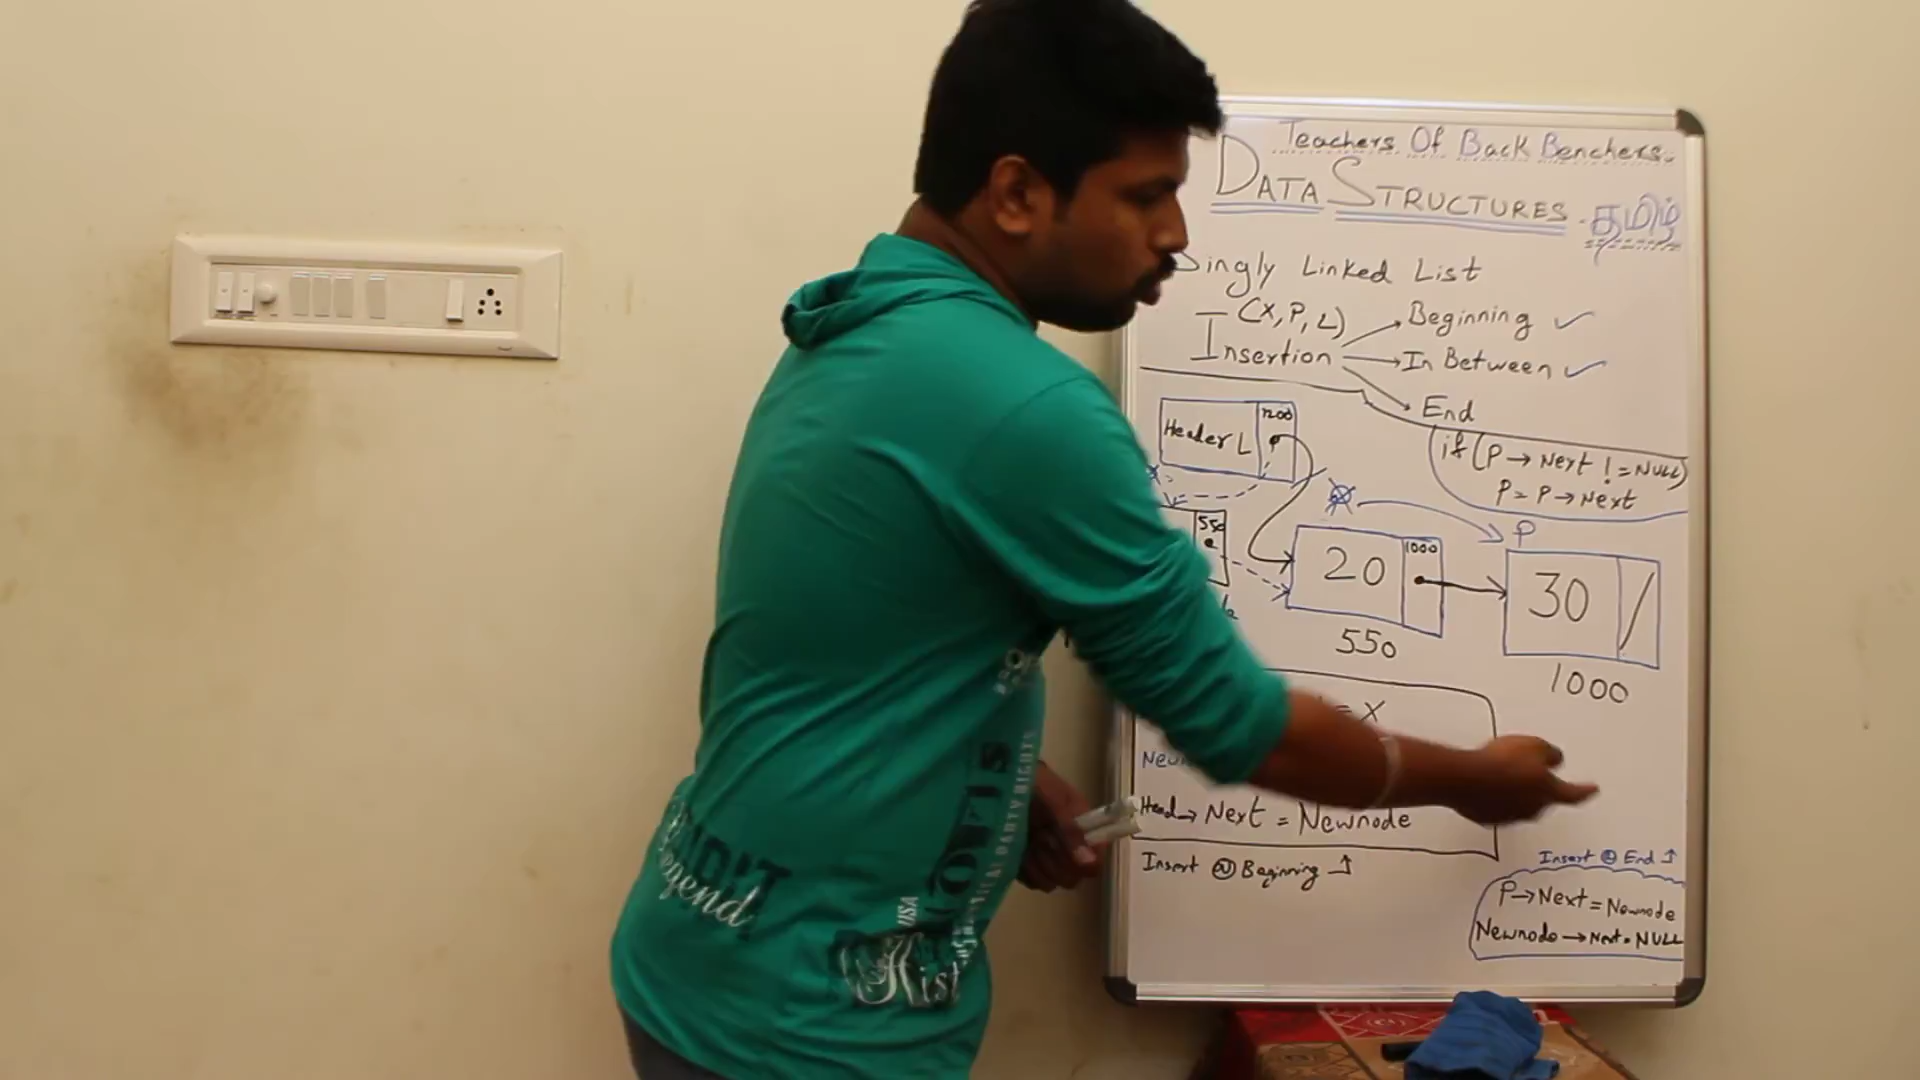 Teachers Of Back Benchers.
DATA STRUCTURES. தமிழ்
Singly Linked List
(X, P, L)
Insertion
Beginning ✓
In Between ✓
End
if (P → Next != NULL)
P = P → Next
Header L
1200
550
20
1000
P
30
550
1000
= X
Head → Next = Newnode
Insert @ Beginning ↑
Insert @ End ↑
P → Next = Newnode
Newnode → Next = NULL
Legend
USA